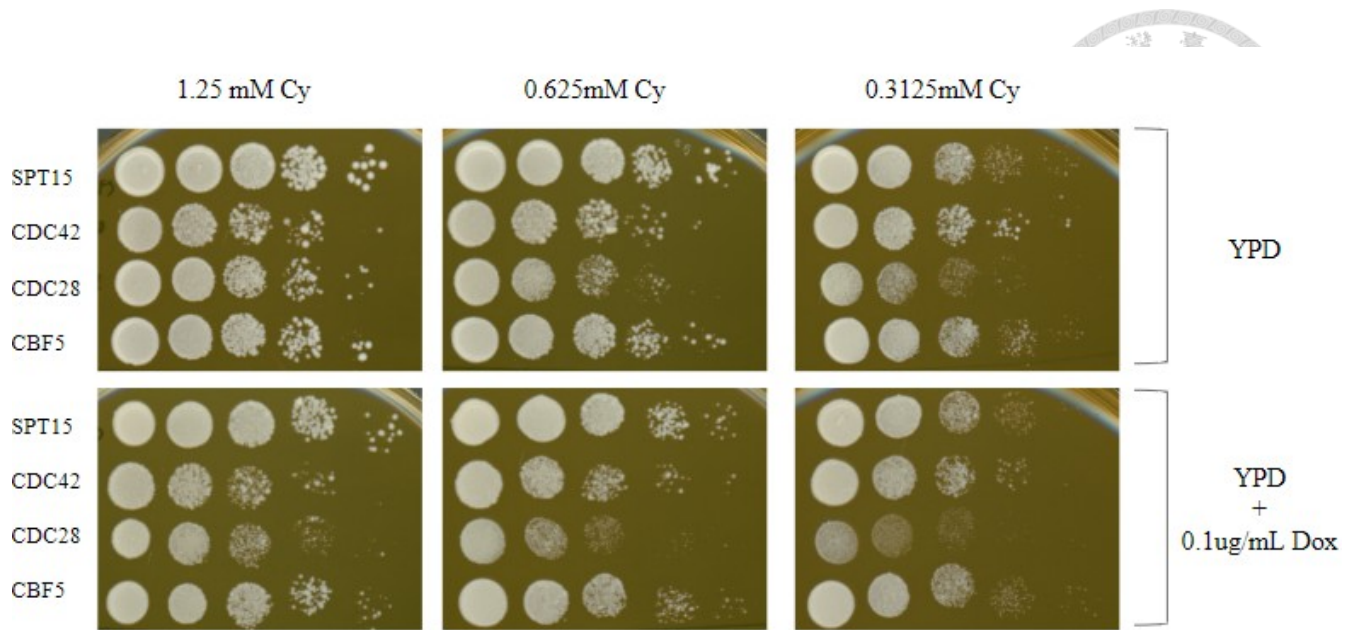 1.25 mM Cy 0.625mM Cy 0.3125mM Cy
SPT15
CDC42
CDC28
CBF5
YPD
SPT15
CDC42
CDC28
CBF5
YPD
+
0.1ug/mL Dox